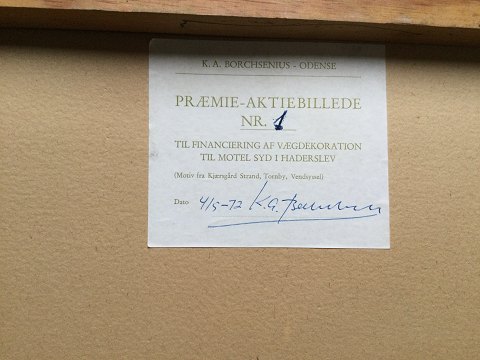 K. A. BORCHSENIUS - ODENSE
PRÆMIE-AKTIEBILLEDE
NR. 1
TIL FINANCIERING AF VÆGDEKORATION
TIL MOTEL SYD I HADERSLEV
(Motiv fra Kjærsgård Strand, Tornby, Vendsyssel)
Dato 4/5-72 K.A. Borchsenius